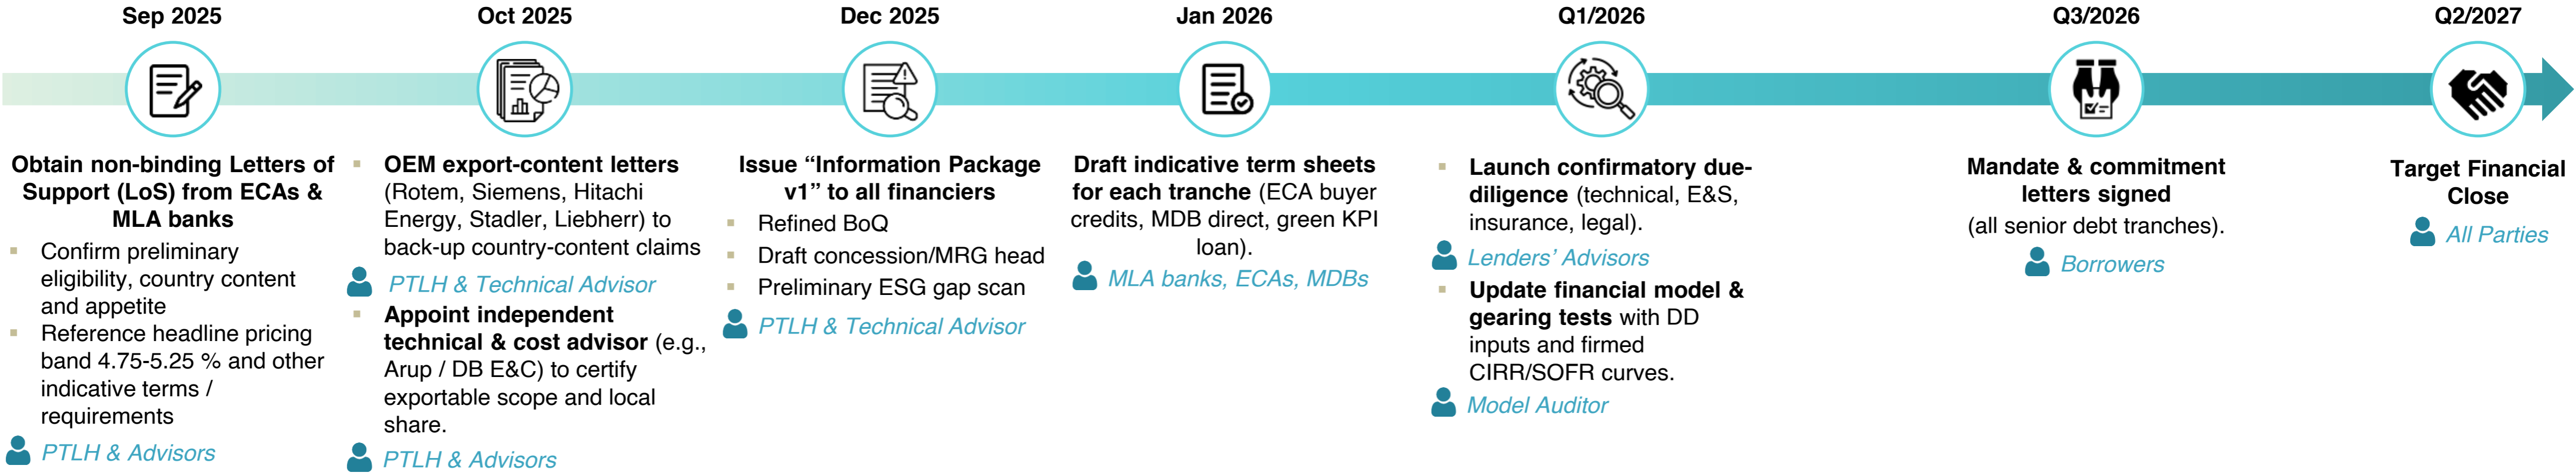 Sep 2025
Obtain non-binding Letters of
Support (LoS) from ECAs &
MLA banks
▪ Confirm preliminary
eligibility, country content
and appetite
▪ Reference headline pricing
band 4.75-5.25 % and other
indicative terms /
requirements
PTLH & Advisors
Oct 2025
▪ OEM export-content letters
(Rotem, Siemens, Hitachi
Energy, Stadler, Liebherr) to
back-up country-content claims
PTLH & Technical Advisor
▪ Appoint independent
technical & cost advisor (e.g.,
Arup / DB E&C) to certify
exportable scope and local
share.
PTLH & Advisors
Dec 2025
Issue “Information Package
v1” to all financiers
▪ Refined BoQ
▪ Draft concession/MRG head
▪ Preliminary ESG gap scan
PTLH & Technical Advisor
Jan 2026
Draft indicative term sheets
for each tranche (ECA buyer
credits, MDB direct, green KPI
loan).
MLA banks, ECAs, MDBs
Q1/2026
▪ Launch confirmatory due-
diligence (technical, E&S,
insurance, legal).
Lenders’ Advisors
▪ Update financial model &
gearing tests with DD
inputs and firmed
CIRR/SOFR curves.
Model Auditor
Q3/2026
Mandate & commitment
letters signed
(all senior debt tranches).
Borrowers
Q2/2027
Target Financial
Close
All Parties